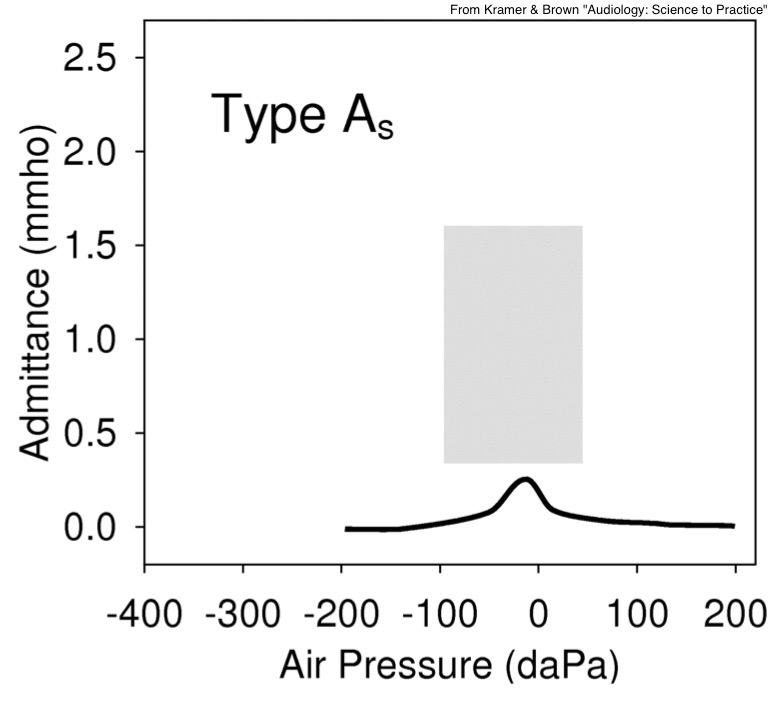 From Kramer & Brown "Audiology: Science to Practice"
Type As
Admittance (mmho)
2.5
2.0
1.5
1.0
0.5
0.0
-400 -300 -200 -100 0 100 200
Air Pressure (daPa)